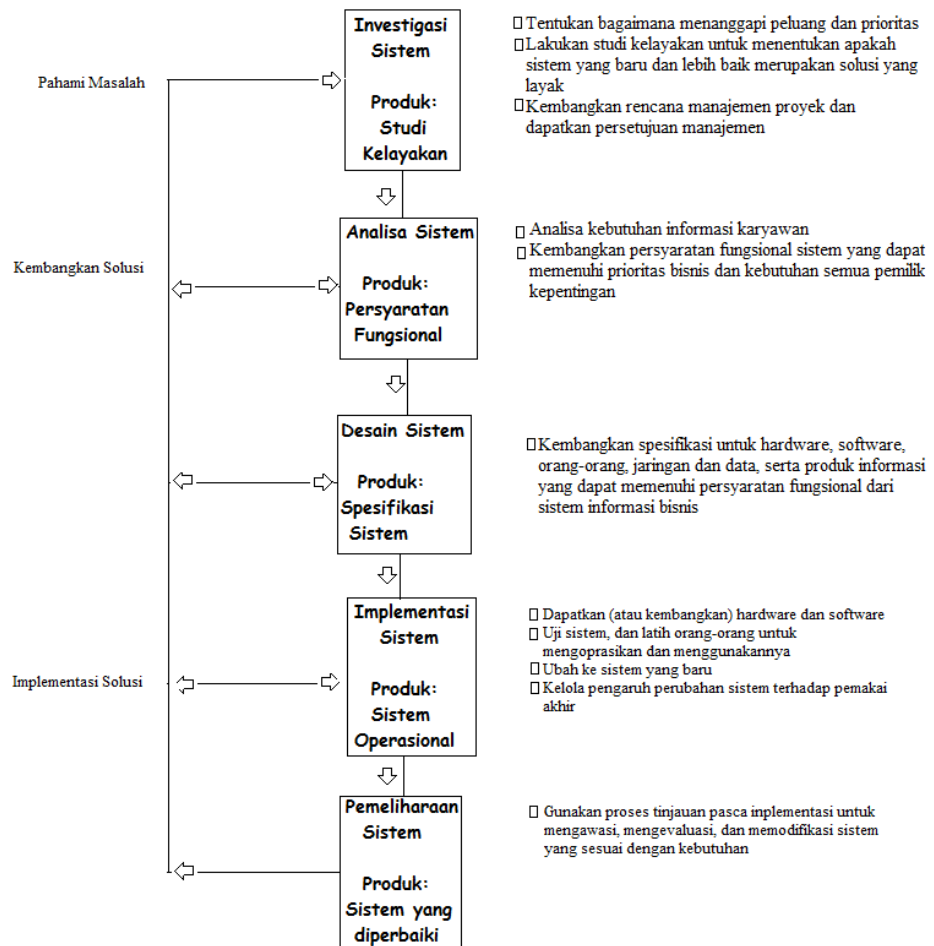 Investigasi
Sistem
Produk:
Studi
Kelayakan
Tentukan bagaimana menanggapi peluang dan prioritas
Lakukan studi kelayakan untuk menentukan apakah
sistem yang baru dan lebih baik merupakan solusi yang
layak
Kembangkan rencana manajemen proyek dan
dapatkan persetujuan manajemen
Pahami Masalah
Analisa Sistem
Produk:
Persyaratan
Fungsional
Analisa kebutuhan informasi karyawan
Kembangkan persyaratan fungsional sistem yang dapat
memenuhi prioritas bisnis dan kebutuhan semua pemilik
kepentingan
Kembangkan Solusi
Desain Sistem
Produk:
Spesifikasi
Sistem
Kembangkan spesifikasi untuk hardware, software,
orang-orang, jaringan dan data, serta produk informasi
yang dapat memenuhi persyaratan fungsional dari
sistem informasi bisnis
Implementasi
Sistem
Produk:
Sistem
Operasional
Dapatkan (atau kembangkan) hardware dan software
Uji sistem, dan latih orang-orang untuk
mengoprasikan dan menggunakannya
Ubah ke sistem yang baru
Kelola pengaruh perubahan sistem terhadap pemakai
akhir
Implementasi Solusi
Pemeliharaan
Sistem
Produk:
Sistem yang
diperbaiki
Gunakan proses tinjauan pasca inplementasi untuk
mengawasi, mengevaluasi, dan memodifikasi sistem
yang sesuai dengan kebutuhan